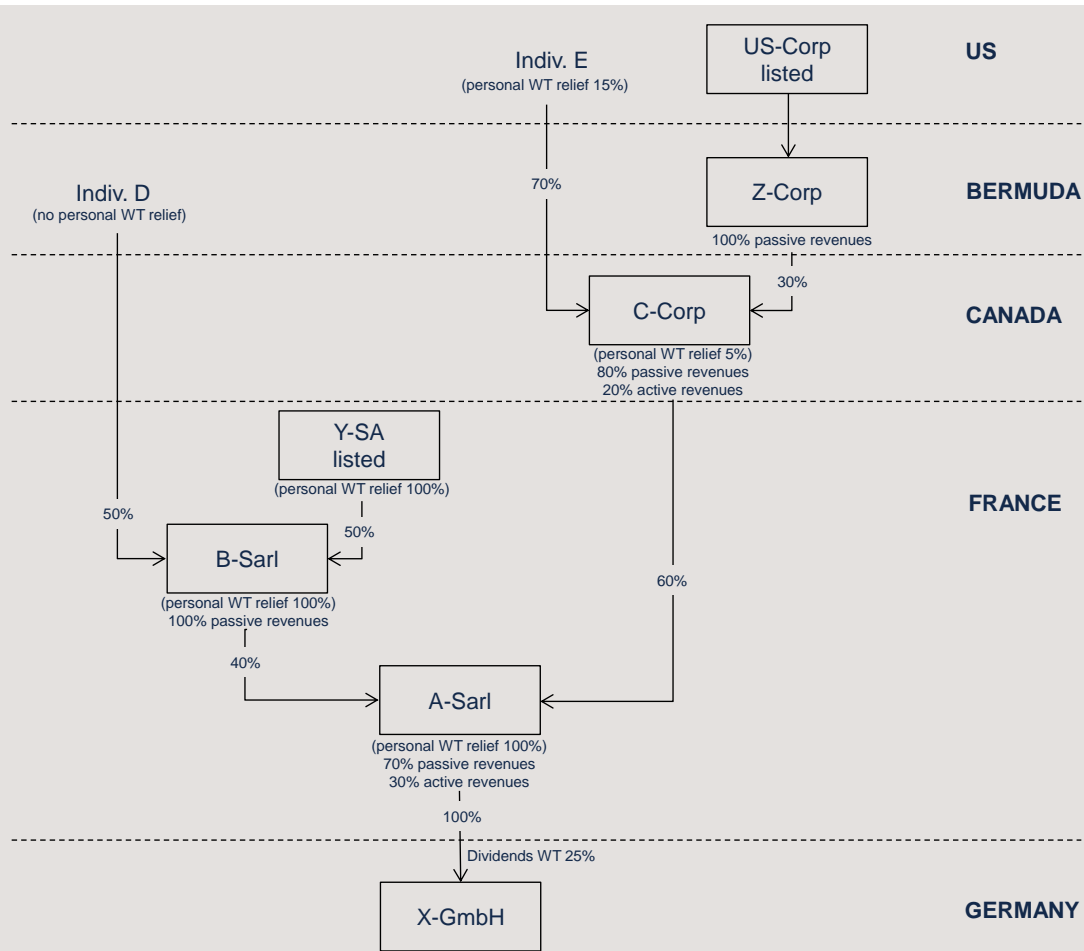 Indiv. E
(personal WT relief 15%)
US-Corp
listed
US
Indiv. D
(no personal WT relief)
70%
Z-Corp
100% passive revenues
BERMUDA
30%
C-Corp
(personal WT relief 5%)
80% passive revenues
20% active revenues
CANADA
Y-SA
listed
(personal WT relief 100%)
FRANCE
50%
50%
B-Sarl
(personal WT relief 100%)
100% passive revenues
60%
40%
A-Sarl
(personal WT relief 100%)
70% passive revenues
30% active revenues
100%
Dividends WT 25%
X-GmbH
GERMANY